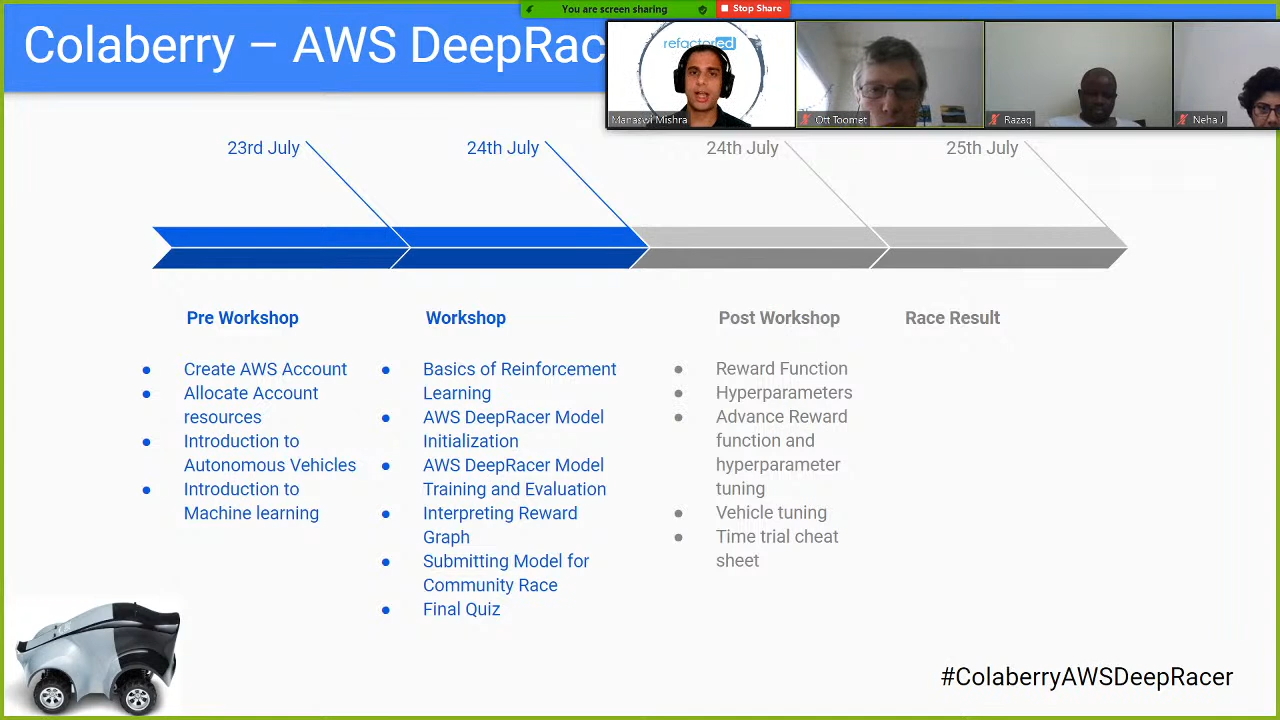 You are screen sharing
Stop Share
Colaberry – AWS DeepRac
refactored
Manaswi Mishra
Ott Toomet
Razaq
Neha J
23rd July
24th July
24th July
25th July
Pre Workshop
Create AWS Account
Allocate Account
resources
Introduction to
Autonomous Vehicles
Introduction to
Machine learning
Workshop
Basics of Reinforcement
Learning
AWS DeepRacer Model
Initialization
AWS DeepRacer Model
Training and Evaluation
Interpreting Reward
Graph
Submitting Model for
Community Race
Final Quiz
Post Workshop
Reward Function
Hyperparameters
Advance Reward
function and
hyperparameter
tuning
Vehicle tuning
Time trial cheat
sheet
Race Result
#ColaberryAWSDeepRacer